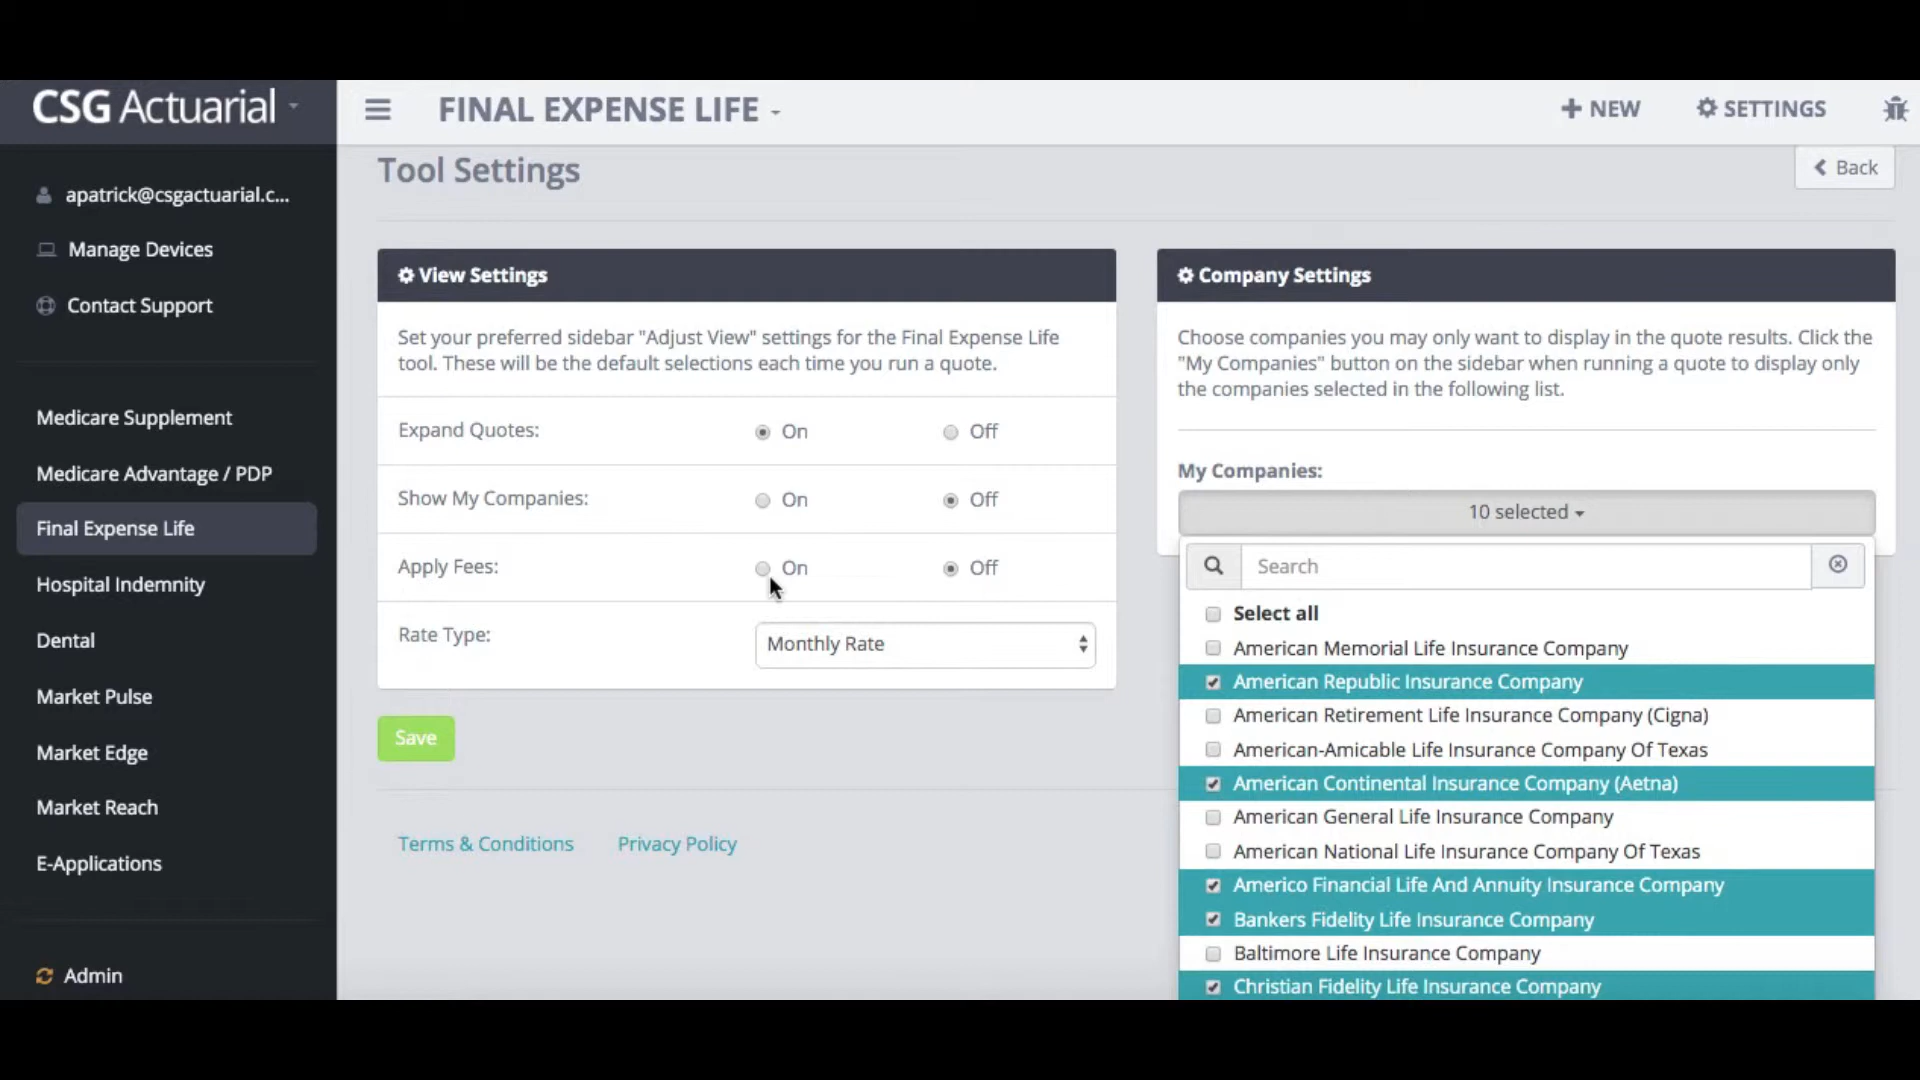 CSG Actuarial
FINAL EXPENSE LIFE
NEW
SETTINGS
apatrick@csgactuarial.c...
Manage Devices
Contact Support
Medicare Supplement
Medicare Advantage / PDP
Final Expense Life
Hospital Indemnity
Dental
Market Pulse
Market Edge
Market Reach
E-Applications
Admin
Tool Settings
Back
View Settings
Set your preferred sidebar "Adjust View" settings for the Final Expense Life
tool. These will be the default selections each time you run a quote.
Expand Quotes: On Off
Show My Companies: On Off
Apply Fees: On Off
Rate Type: Monthly Rate
Save
Terms & Conditions Privacy Policy
Company Settings
Choose companies you may only want to display in the quote results. Click the
"My Companies" button on the sidebar when running a quote to display only
the companies selected in the following list.
My Companies:
10 selected
Search
Select all
American Memorial Life Insurance Company
American Republic Insurance Company
American Retirement Life Insurance Company (Cigna)
American-Amicable Life Insurance Company Of Texas
American Continental Insurance Company (Aetna)
American General Life Insurance Company
American National Life Insurance Company Of Texas
Americo Financial Life And Annuity Insurance Company
Bankers Fidelity Life Insurance Company
Baltimore Life Insurance Company
Christian Fidelity Life Insurance Company